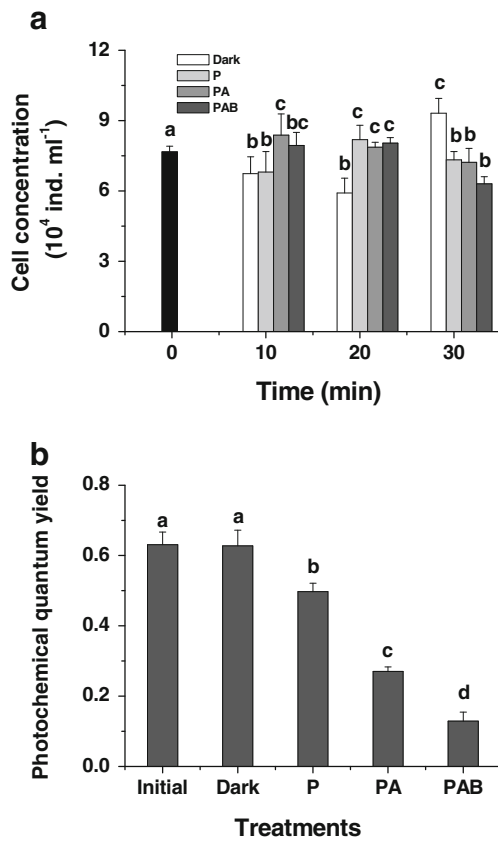 a
Cell concentration
(10⁴ ind. ml⁻¹)
12
9
6
3
0
Dark
P
PA
PAB
a
b b c bc
b c c c
c b b b
0 10 20 30
Time (min)
b
Photochemical quantum yield
0.8
0.6
0.4
0.2
0.0
a a b c d
Initial Dark P PA PAB
Treatments